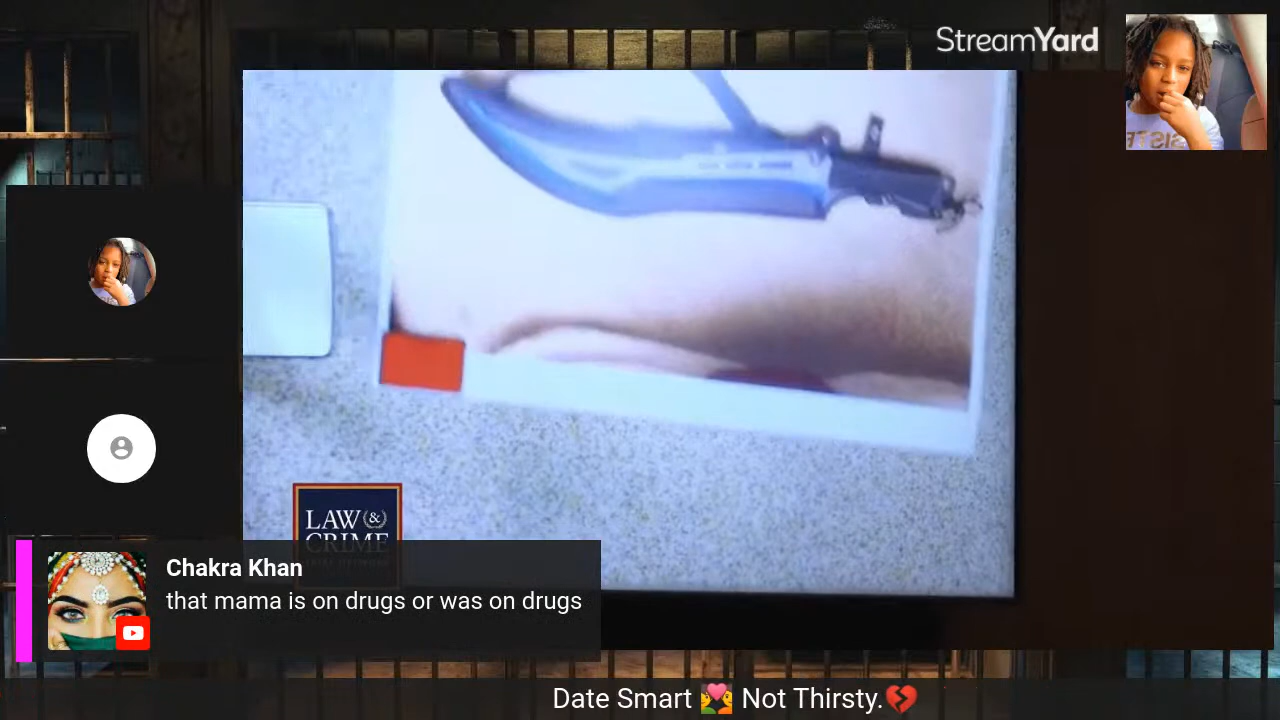 StreamYard
LAW &
CRIME
Chakra Khan
that mama is on drugs or was on drugs
Date Smart 💏 Not Thirsty.💔